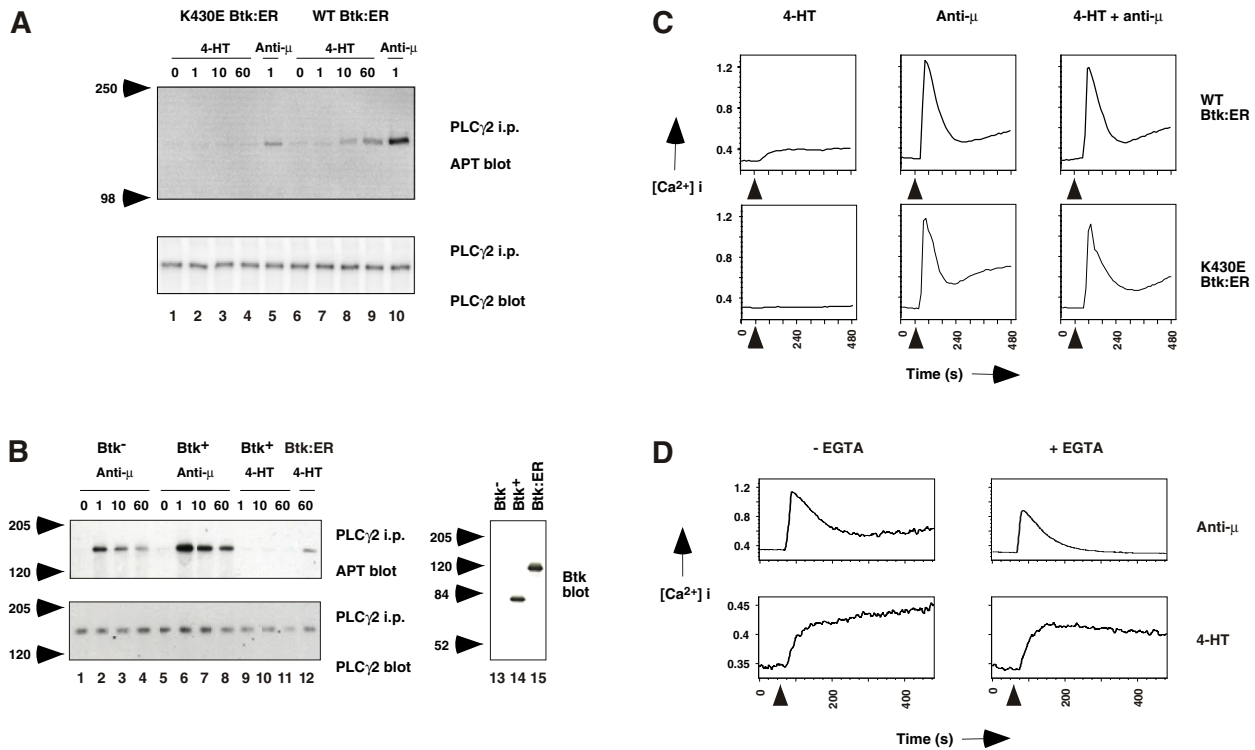 A
K430E Btk:ER WT Btk:ER
4-HT Anti-μ 4-HT Anti-μ
0 1 10 60 1 0 1 10 60 1
250
PLCγ2 i.p.
APT blot
98
PLCγ2 i.p.
PLCγ2 blot
1 2 3 4 5 6 7 8 9 10
B
Btk- Btk+ Btk+ Btk:ER
Anti-μ Anti-μ 4-HT 4-HT
0 1 10 60 0 1 10 60 1 10 60 60
205
PLCγ2 i.p.
120
APT blot
205
PLCγ2 i.p.
120
PLCγ2 blot
1 2 3 4 5 6 7 8 9 10 11 12
Btk-
Btk+
Btk:ER
205
120
84
52
Btk
blot
13 14 15
C
4-HT Anti-μ 4-HT + anti-μ
1.2
0.8
0.4
WT
Btk:ER
[Ca2+] i
1.2
0.8
0.4
K430E
Btk:ER
0 240 480 0 240 480 0 240 480
Time (s)
D
- EGTA + EGTA
1.2
0.8
0.4
Anti-μ
[Ca2+] i
0.45
0.4
0.35
4-HT
0 200 400 0 200 400
Time (s)